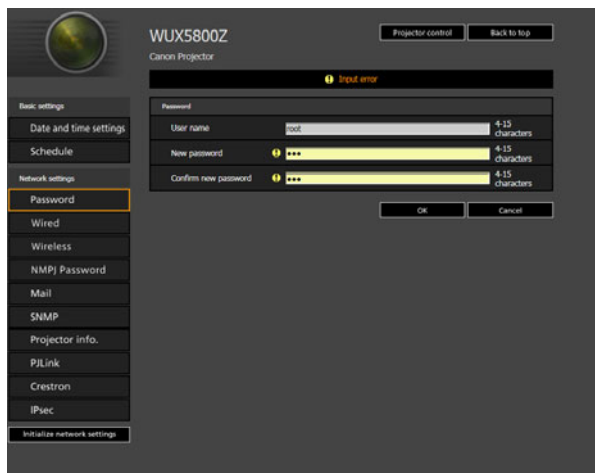 WUX5800Z
Projector control
Back to top
Canon Projector
Input error
Basic settings
Date and time settings
Schedule
Network settings
Password
Wired
Wireless
NMPJ Password
Mail
SNMP
Projector info.
PJLink
Crestron
IPsec
Initialize network settings
Password
User name
root
4-15
characters
New password
•••
4-15
characters
Confirm new password
•••
4-15
characters
OK
Cancel